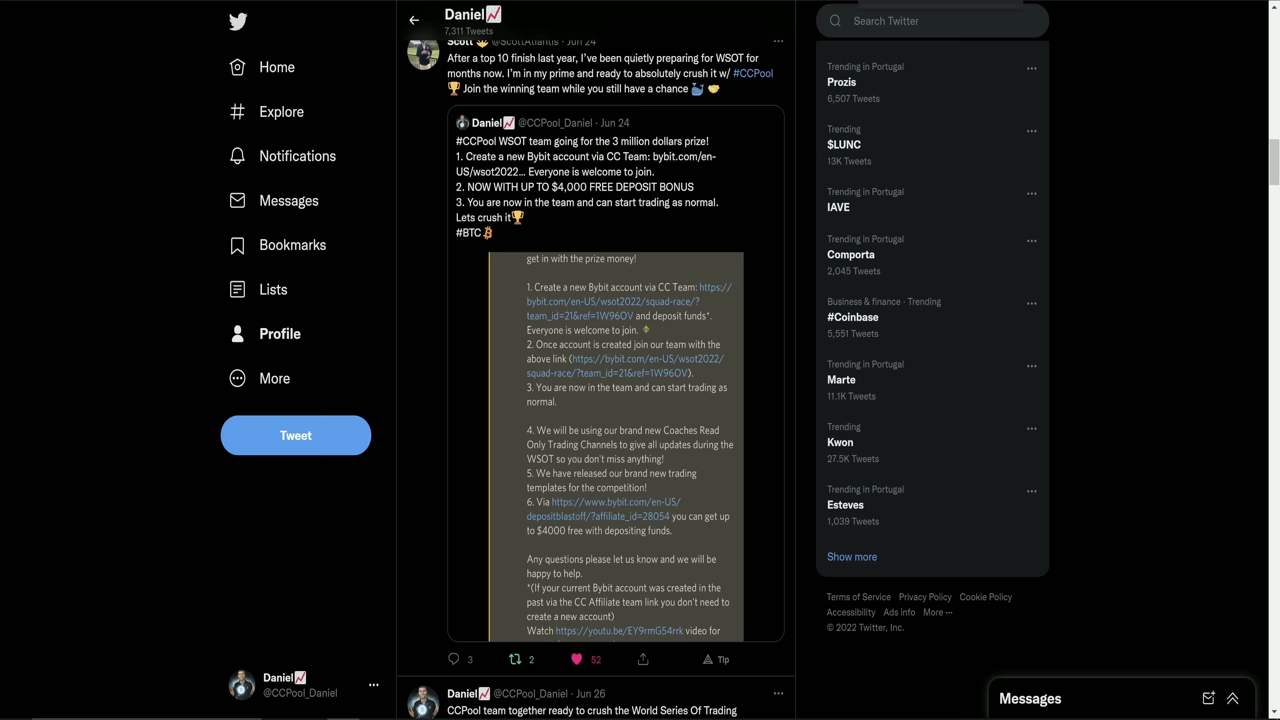 Home
Explore
Notifications
Messages
Bookmarks
Lists
Profile
More
Tweet
Daniel📈
@CCPool_Daniel
Daniel📈
7,311 Tweets
Scott @ScottAtlantis · Jun 24
After a top 10 finish last year, I've been quietly preparing for WSOT for
months now. I'm in my prime and ready to absolutely crush it w/ #CCPool
🏆 Join the winning team while you still have a chance 🐳 🤝
Daniel📈 @CCPool_Daniel · Jun 24
#CCPool WSOT team going for the 3 million dollars prize!
1. Create a new Bybit account via CC Team: bybit.com/en-
US/wsot2022… Everyone is welcome to join.
2. NOW WITH UP TO $4,000 FREE DEPOSIT BONUS
3. You are now in the team and can start trading as normal.
Lets crush it🏆
#BTC
get in with the prize money!
1. Create a new Bybit account via CC Team: https://
bybit.com/en-US/wsot2022/squad-race/?
team_id=21&ref=1W96OV and deposit funds*.
Everyone is welcome to join.
2. Once account is created join our team with the
above link (https://bybit.com/en-US/wsot2022/
squad-race/?team_id=21&ref=1W96OV).
3. You are now in the team and can start trading as
normal.
4. We will be using our brand new Coaches Read
Only Trading Channels to give all updates during the
WSOT so you don't miss anything!
5. We have released our brand new trading
templates for the competition!
6. Via https://www.bybit.com/en-US/
depositblastoff/?affiliate_id=28054 you can get up
to $4000 free with depositing funds.
Any questions please let us know and we will be
happy to help.
*(If your current Bybit account was created in the
past via the CC Affiliate team link you don't need to
create a new account)
Watch https://youtu.be/EY9rmG54rrk video for
3 2 52 Tip
Daniel📈 @CCPool_Daniel · Jun 26
CCPool team together ready to crush the World Series Of Trading
Search Twitter
Trending in Portugal
Prozis
6,507 Tweets
Trending
$LUNC
13K Tweets
Trending in Portugal
IAVE
Trending in Portugal
Comporta
2,045 Tweets
Business & finance · Trending
#Coinbase
5,551 Tweets
Trending in Portugal
Marte
11.1K Tweets
Trending
Kwon
27.5K Tweets
Trending in Portugal
Esteves
1,039 Tweets
Show more
Terms of Service Privacy Policy Cookie Policy
Accessibility Ads info More ···
© 2022 Twitter, Inc.
Messages